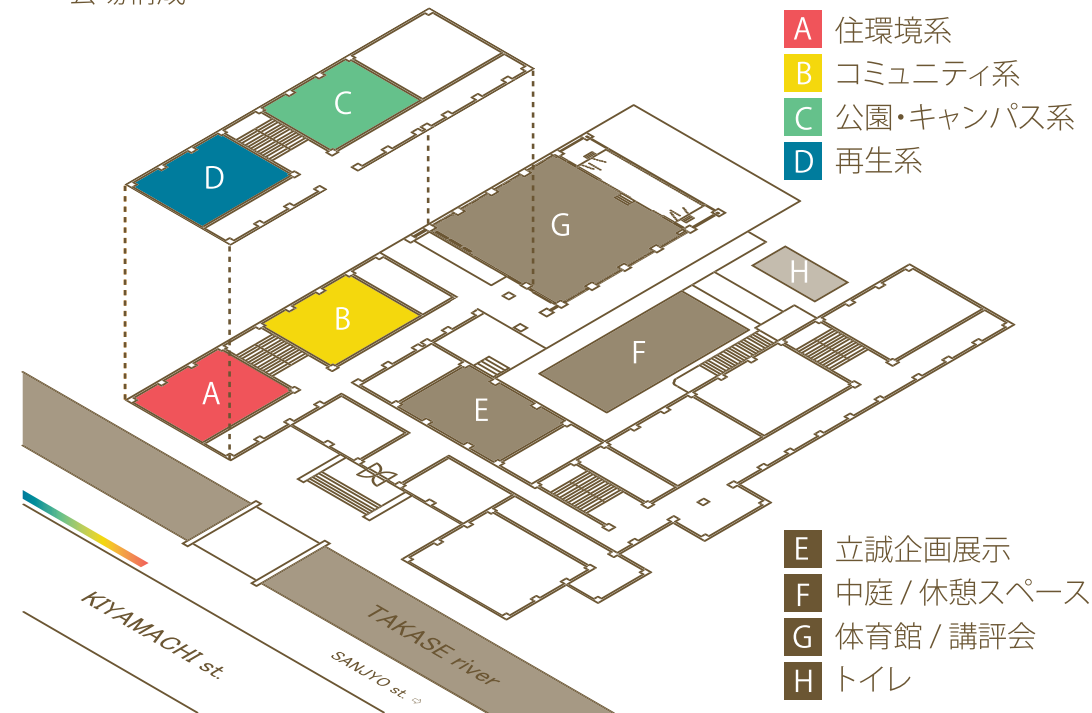 A 住環境系
B コミュニティ系
C 公園・キャンパス系
D 再生系
C
D
G
H
B
F
A
E
E 立誠企画展示
F 中庭 / 休憩スペース
G 体育館 / 講評会
H トイレ
KIYAMACHI st.
TAKASE river
SANJYO st. ⇨